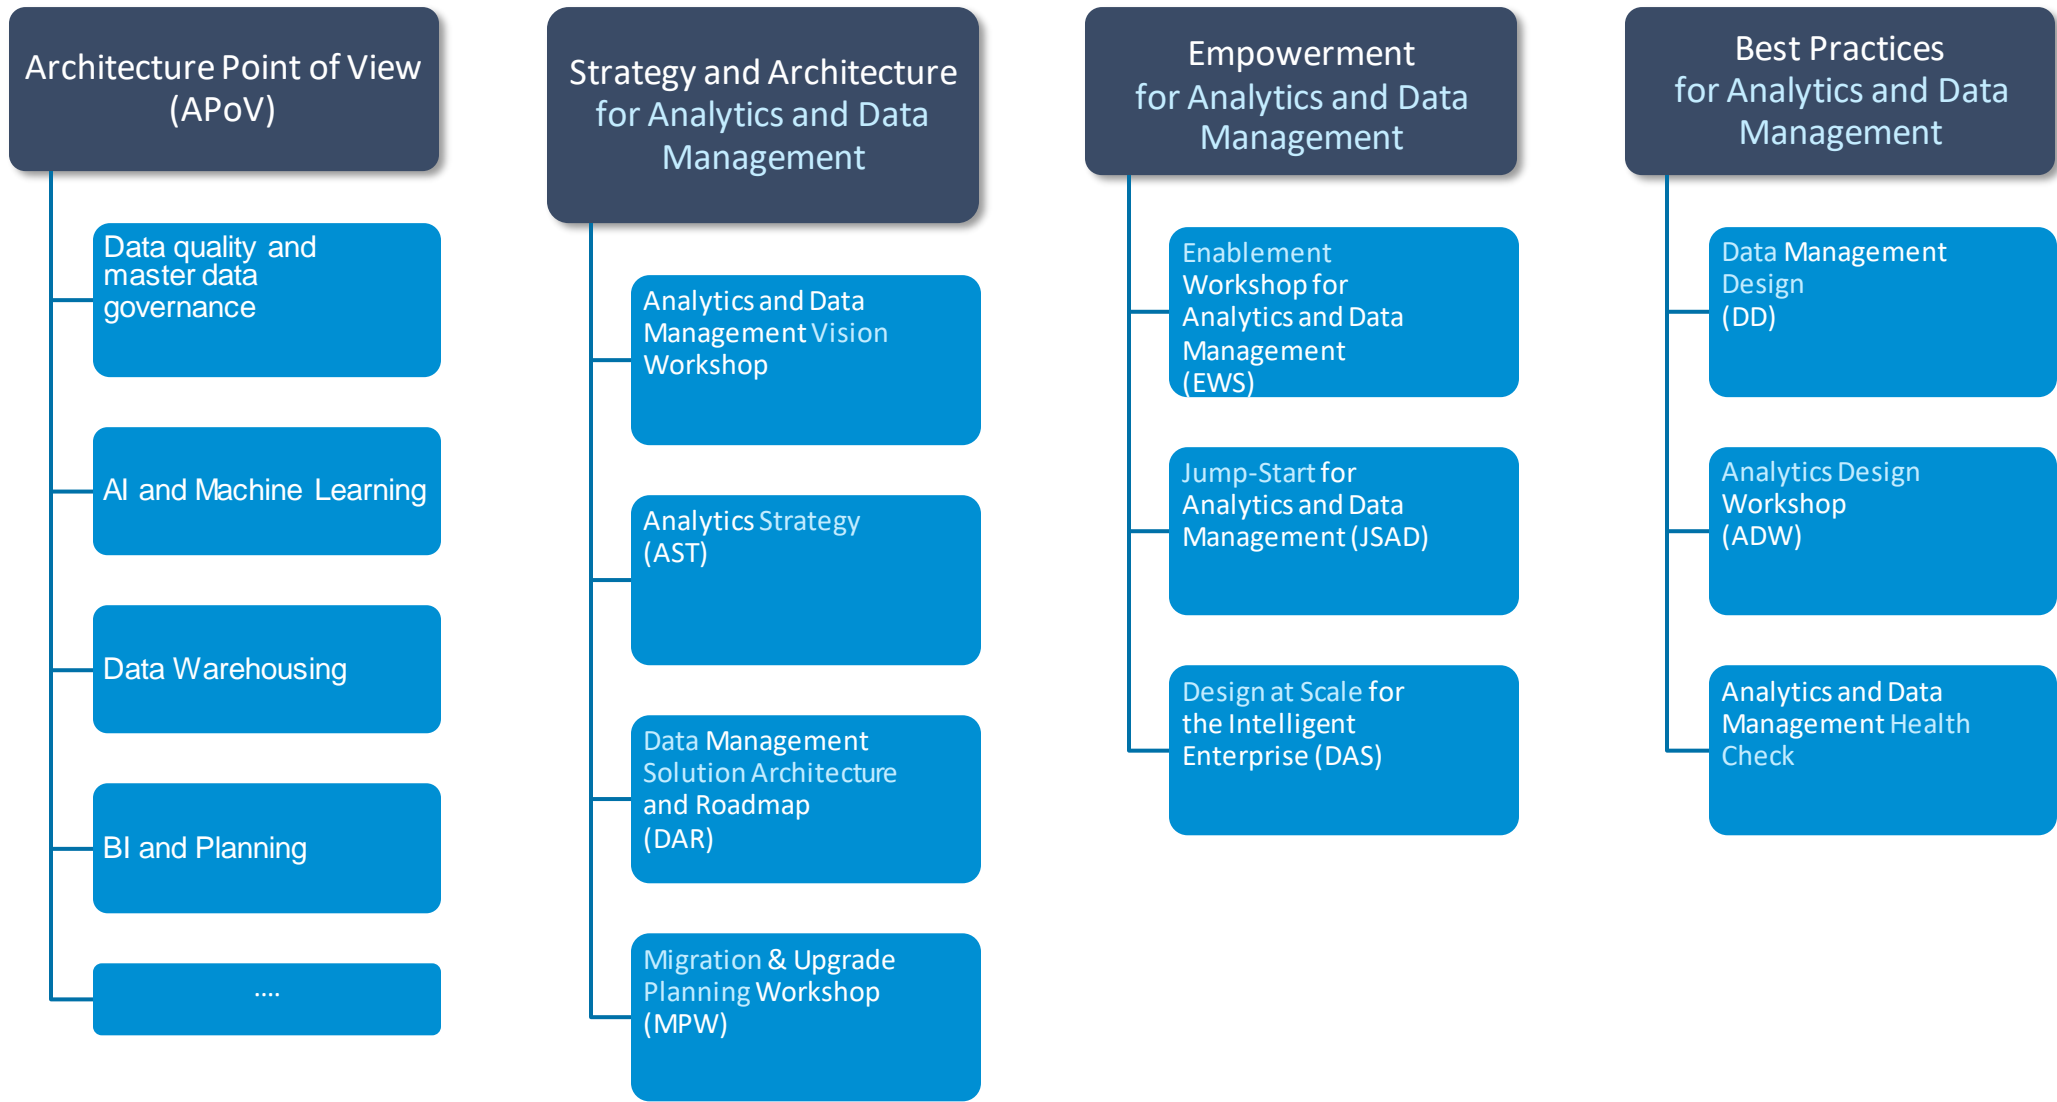 Architecture Point of View
(APoV)
Data quality and
master data
governance
AI and Machine Learning
Data Warehousing
BI and Planning
....
Strategy and Architecture
for Analytics and Data
Management
Analytics and Data
Management Vision
Workshop
Analytics Strategy
(AST)
Data Management
Solution Architecture
and Roadmap
(DAR)
Migration & Upgrade
Planning Workshop
(MPW)
Empowerment
for Analytics and Data
Management
Enablement
Workshop for
Analytics and Data
Management
(EWS)
Jump-Start for
Analytics and Data
Management (JSAD)
Design at Scale for
the Intelligent
Enterprise (DAS)
Best Practices
for Analytics and Data
Management
Data Management
Design
(DD)
Analytics Design
Workshop
(ADW)
Analytics and Data
Management Health
Check